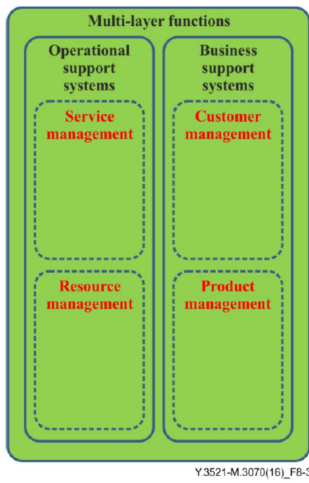 Multi-layer functions
Operational
support
systems
Business
support
systems
Service
management
Customer
management
Resource
management
Product
management
Y.3521-M.3070(16)_F8-3